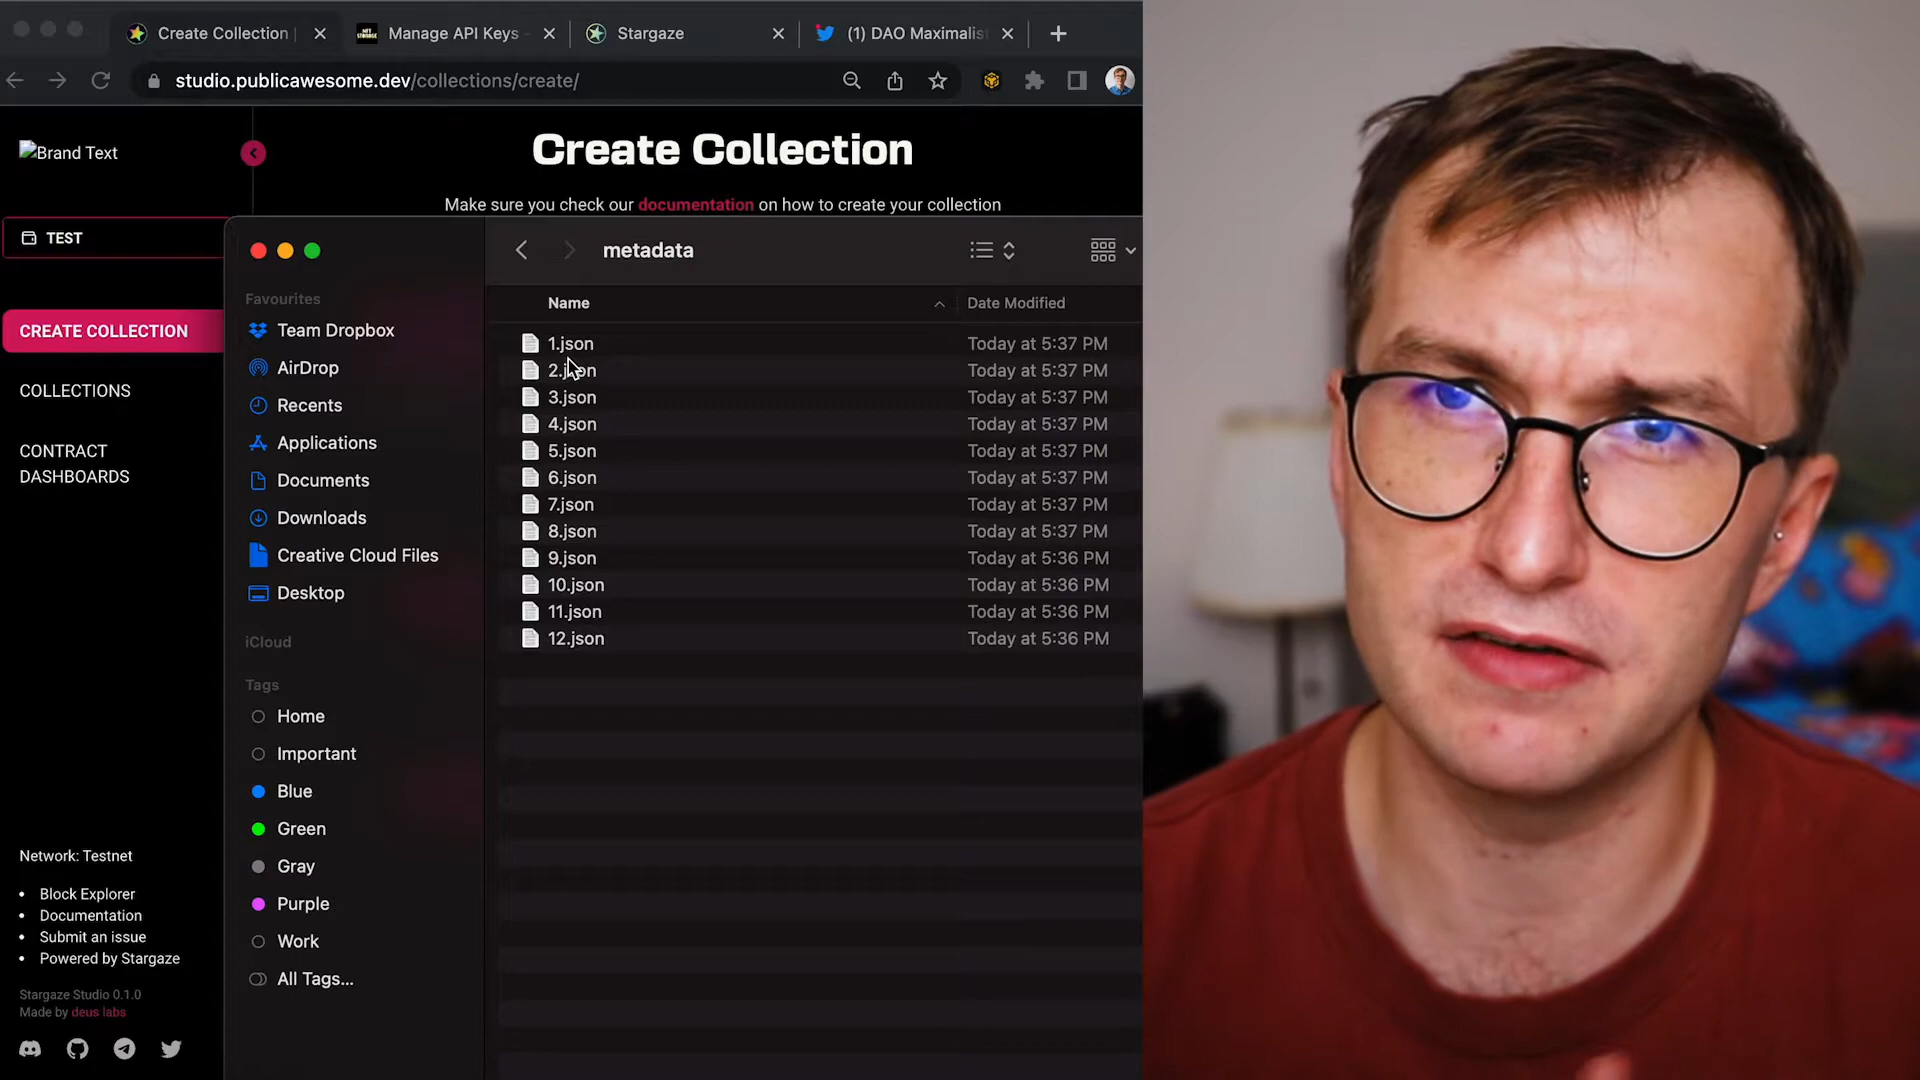 Create Collection |
Manage API Keys -
Stargaze
(1) DAO Maximalis
studio.publicawesome.dev/collections/create/
Brand Text
Create Collection
Make sure you check our documentation on how to create your collection
TEST
CREATE COLLECTION
COLLECTIONS
CONTRACT
DASHBOARDS
Network: Testnet
• Block Explorer
• Documentation
• Submit an issue
• Powered by Stargaze
Stargaze Studio 0.1.0
Made by deus labs
Favourites
Team Dropbox
AirDrop
Recents
Applications
Documents
Downloads
Creative Cloud Files
Desktop
iCloud
Tags
Home
Important
Blue
Green
Gray
Purple
Work
All Tags...
metadata
Name Date Modified
1.json Today at 5:37 PM
2.json Today at 5:37 PM
3.json Today at 5:37 PM
4.json Today at 5:37 PM
5.json Today at 5:37 PM
6.json Today at 5:37 PM
7.json Today at 5:37 PM
8.json Today at 5:37 PM
9.json Today at 5:36 PM
10.json Today at 5:36 PM
11.json Today at 5:36 PM
12.json Today at 5:36 PM